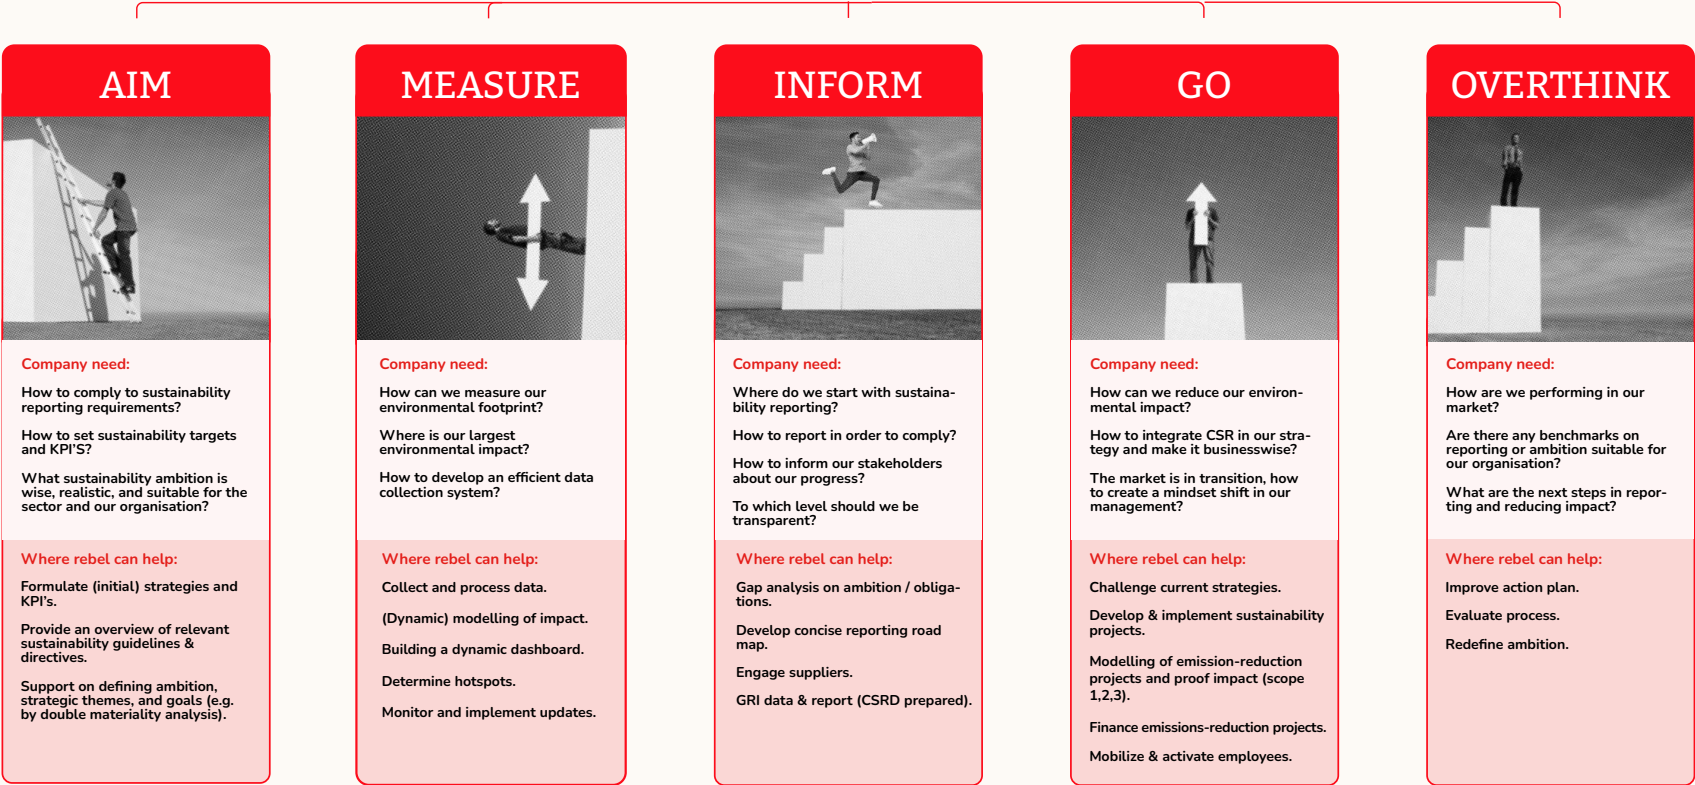 AIM
Company need:
How to comply to sustainability
reporting requirements?
How to set sustainability targets
and KPI'S?
What sustainability ambition is
wise, realistic, and suitable for the
sector and our organisation?
Where rebel can help:
Formulate (initial) strategies and
KPI's.
Provide an overview of relevant
sustainability guidelines &
directives.
Support on defining ambition,
strategic themes, and goals (e.g.
by double materiality analysis).
MEASURE
Company need:
How can we measure our
environmental footprint?
Where is our largest
environmental impact?
How to develop an efficient data
collection system?
Where rebel can help:
Collect and process data.
(Dynamic) modelling of impact.
Building a dynamic dashboard.
Determine hotspots.
Monitor and implement updates.
INFORM
Company need:
Where do we start with sustaina-
bility reporting?
How to report in order to comply?
How to inform our stakeholders
about our progress?
To which level should we be
transparent?
Where rebel can help:
Gap analysis on ambition / obliga-
tions.
Develop concise reporting road
map.
Engage suppliers.
GRI data & report (CSRD prepared).
GO
Company need:
How can we reduce our environ-
mental impact?
How to integrate CSR in our stra-
tegy and make it businesswise?
The market is in transition, how
to create a mindset shift in our
management?
Where rebel can help:
Challenge current strategies.
Develop & implement sustainability
projects.
Modelling of emission-reduction
projects and proof impact (scope
1,2,3).
Finance emissions-reduction projects.
Mobilize & activate employees.
OVERTHINK
Company need:
How are we performing in our
market?
Are there any benchmarks on
reporting or ambition suitable for
our organisation?
What are the next steps in repor-
ting and reducing impact?
Where rebel can help:
Improve action plan.
Evaluate process.
Redefine ambition.